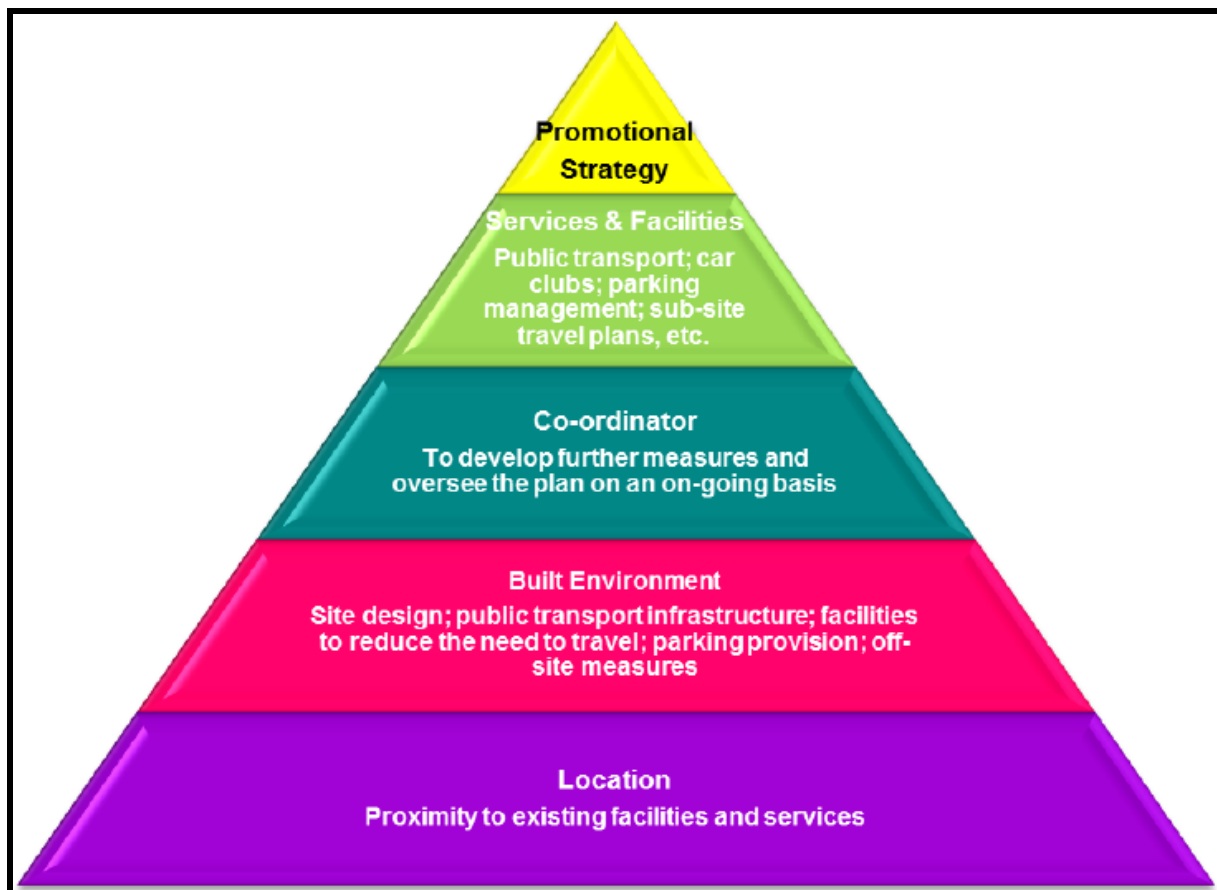 Promotional
Strategy
Services & Facilities
Public transport; car
clubs; parking
management; sub-site
travel plans, etc.
Co-ordinator
To develop further measures and
oversee the plan on an on-going basis
Built Environment
Site design; public transport infrastructure; facilities
to reduce the need to travel; parking provision; off-
site measures
Location
Proximity to existing facilities and services